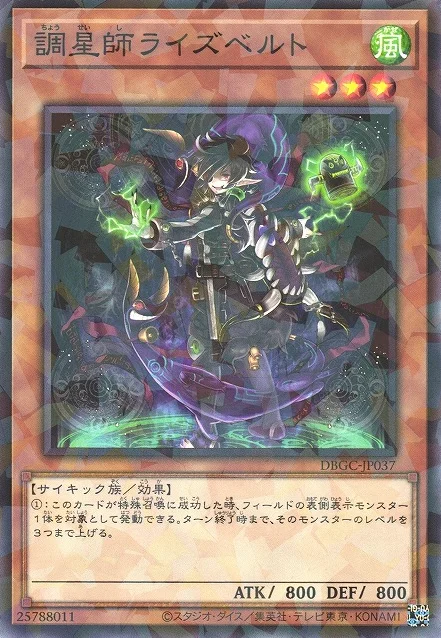 調星師ライズベルト
風
DBGC-JP037
【サイキック族／効果】
①：このカードが特殊召喚に成功した時、フィールドの表側表示モンスター
1体を対象として発動できる。ターン終了時まで、そのモンスターのレベルを
3つまで上げる。
ATK/ 800 DEF/ 800
25788011
©スタジオ・ダイス／集英社・テレビ東京・KONAMI